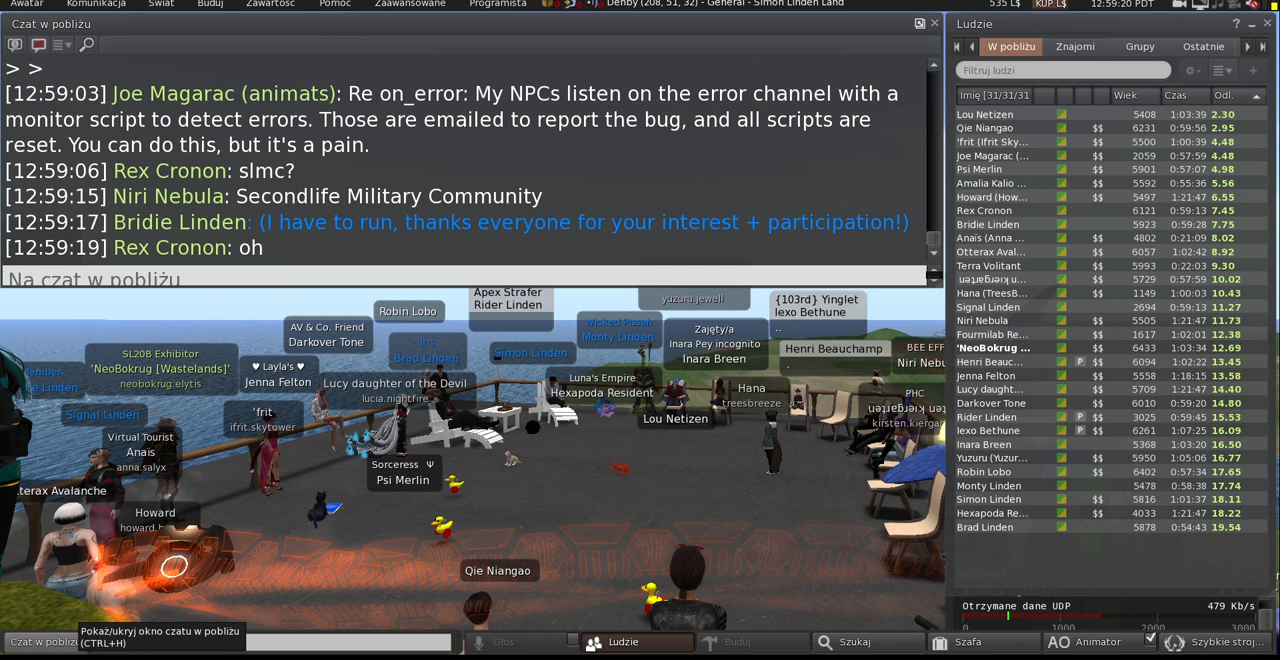 Awatar Komunikacja Świat Buduj Zawartość Pomoc Zaawansowane Programista Denby (208, 51, 32) - General - Simon Linden Land 535 L$ KUP L$ 12:59:20 PDT
Czat w pobliżu
> >
[12:59:03] Joe Magarac (animats): Re on_error: My NPCs listen on the error channel with a
monitor script to detect errors. Those are emailed to report the bug, and all scripts are
reset. You can do this, but it's a pain.
[12:59:06] Rex Cronon: slmc?
[12:59:15] Niri Nebula: Secondlife Military Community
[12:59:17] Bridie Linden: (I have to run, thanks everyone for your interest + participation!)
[12:59:19] Rex Cronon: oh
Na czat w pobliżu
Ludzie
W pobliżu Znajomi Grupy Ostatnie
Filtruj ludzi
Imię [31/31/31 Wiek Czas Odl.
Lou Netizen 5408 1:03:39 2.30
Qie Niangao $$ 6231 0:59:56 2.95
'frit (Ifrit Sky... $$ 5500 1:00:39 4.48
Joe Magarac (... $$ 2059 0:57:59 4.48
Psi Merlin $$ 5901 0:57:07 4.98
Amalia Kalio ... $$ 5592 0:55:36 5.56
Howard (How... $$ 5497 1:21:47 6.55
Rex Cronon 6121 0:59:13 7.45
Bridie Linden 5923 0:59:28 7.75
Anaïs (Anna ... $$ 4802 0:21:09 8.02
Otterax Aval... $$ 6057 1:02:42 8.92
Terra Volitant $$ 5993 0:22:03 9.30
$$ 5729 0:57:59 10.02
Hana (TreesB... $$ 1149 1:00:03 10.43
Signal Linden 2694 0:59:13 11.27
Niri Nebula $$ 5505 1:21:47 11.73
Fourmilab Re... $$ 1617 1:02:01 12.38
'NeoBokrug ... $$ 6433 1:03:34 12.69
Henri Beauc... P $$ 6094 1:02:22 13.45
Jenna Felton $$ 5558 1:18:15 13.58
Lucy daught... $$ 5709 1:21:47 14.40
Darkover Tone $$ 6010 0:59:20 14.80
Rider Linden P $$ 3025 0:59:45 15.53
Iexo Bethune P $$ 6261 1:07:25 16.09
Inara Breen 5368 1:03:20 16.50
Yuzuru (Yuzur... $$ 5950 1:05:06 16.77
Robin Lobo $$ 6402 0:57:34 17.65
Monty Linden 5478 0:58:38 17.74
Simon Linden $$ 5816 1:01:37 18.11
Hexapoda Re... $$ 4033 1:21:47 18.22
Brad Linden 5878 0:54:43 19.54
Otrzymane dane UDP 479 Kb/s
0 1000 2000 3000
Apex Strafer
Rider Linden
yuzuru.jewell
{103rd} Yinglet
Iexo Bethune
..
Robin Lobo
AV & Co. Friend
Darkover Tone
Brad Linden
Simon Linden
Wicked Pissah
Monty Linden
Zajęty/a
Inara Pey incognito
Inara Breen
Henri Beauchamp
.
BEE EFF
Niri Nebu
SL20B Exhibitor
'NeoBokrug [Wastelands]'
neobokrug.elytis
♥ Layla's ♥
Jenna Felton
Lucy daughter of the Devil
lucia.nightfire
Luna's Empire
Hexapoda Resident
Hana
treesbreeze
PHC
kirsten.kiergar
ember
e Linden
Signal Linden
'frit
ifrit.skytower
Lou Netizen
Virtual Tourist
Anaïs
anna.salyx
Sorceress Ψ
Psi Merlin
terax Avalanche
Howard
howard.b
Qie Niangao
Pokaż/ukryj okno czatu w pobliżu
(CTRL+H)
Czat w pobliżu Głos Ludzie Buduj Szukaj Szafa AO Animator Szybkie stroj...